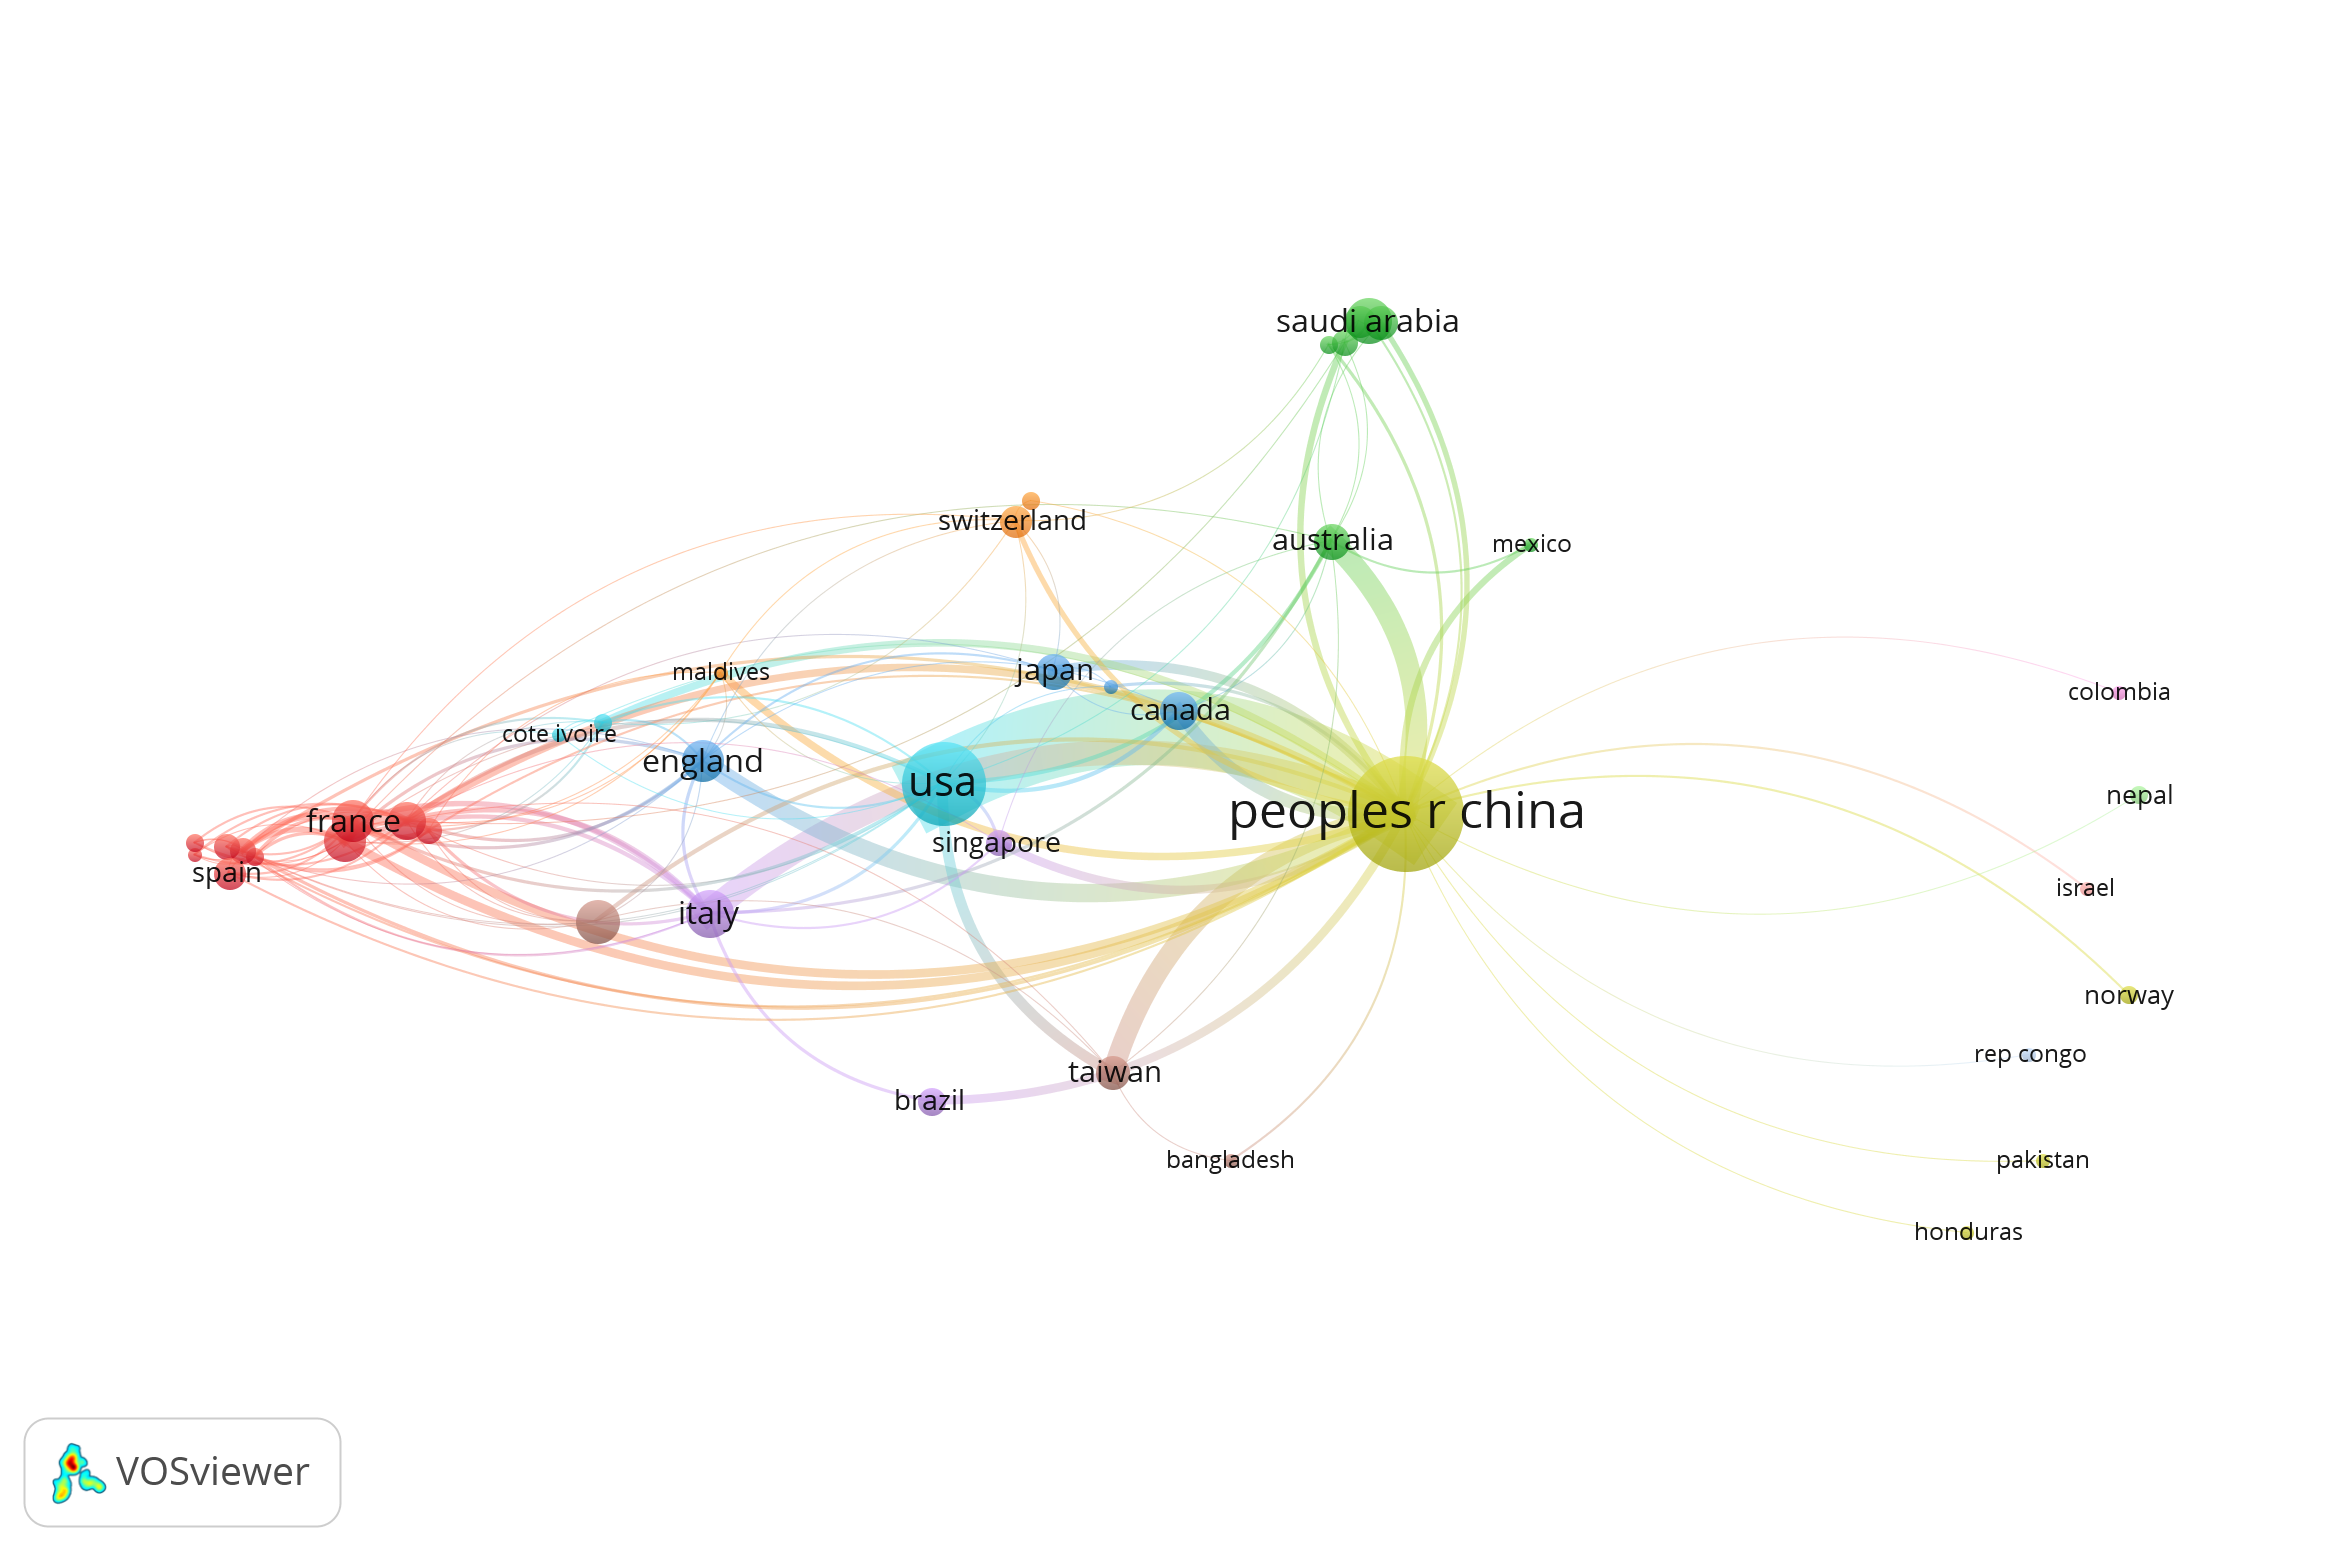 saudi arabia
switzerland
australia
mexico
maldives
japan
colombia
canada
cote ivoire
england
usa
nepal
peoples r china
france
singapore
spain
israel
italy
norway
rep congo
taiwan
brazil
bangladesh
pakistan
honduras
VOSviewer